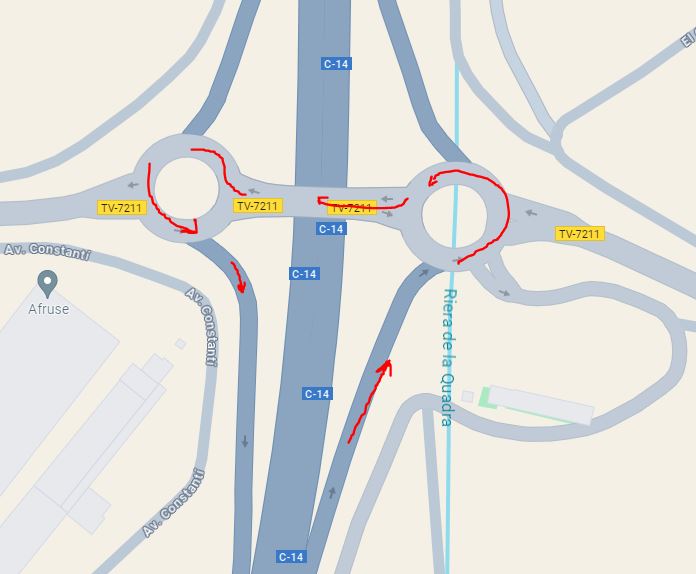 C-14
El C
TV-7211
TV-7211
TV-7211
C-14
TV-7211
Av. Constantí
C-14
Afruse
Av. Constantí
Riera de la Quadra
C-14
Av. Constantí
C-14